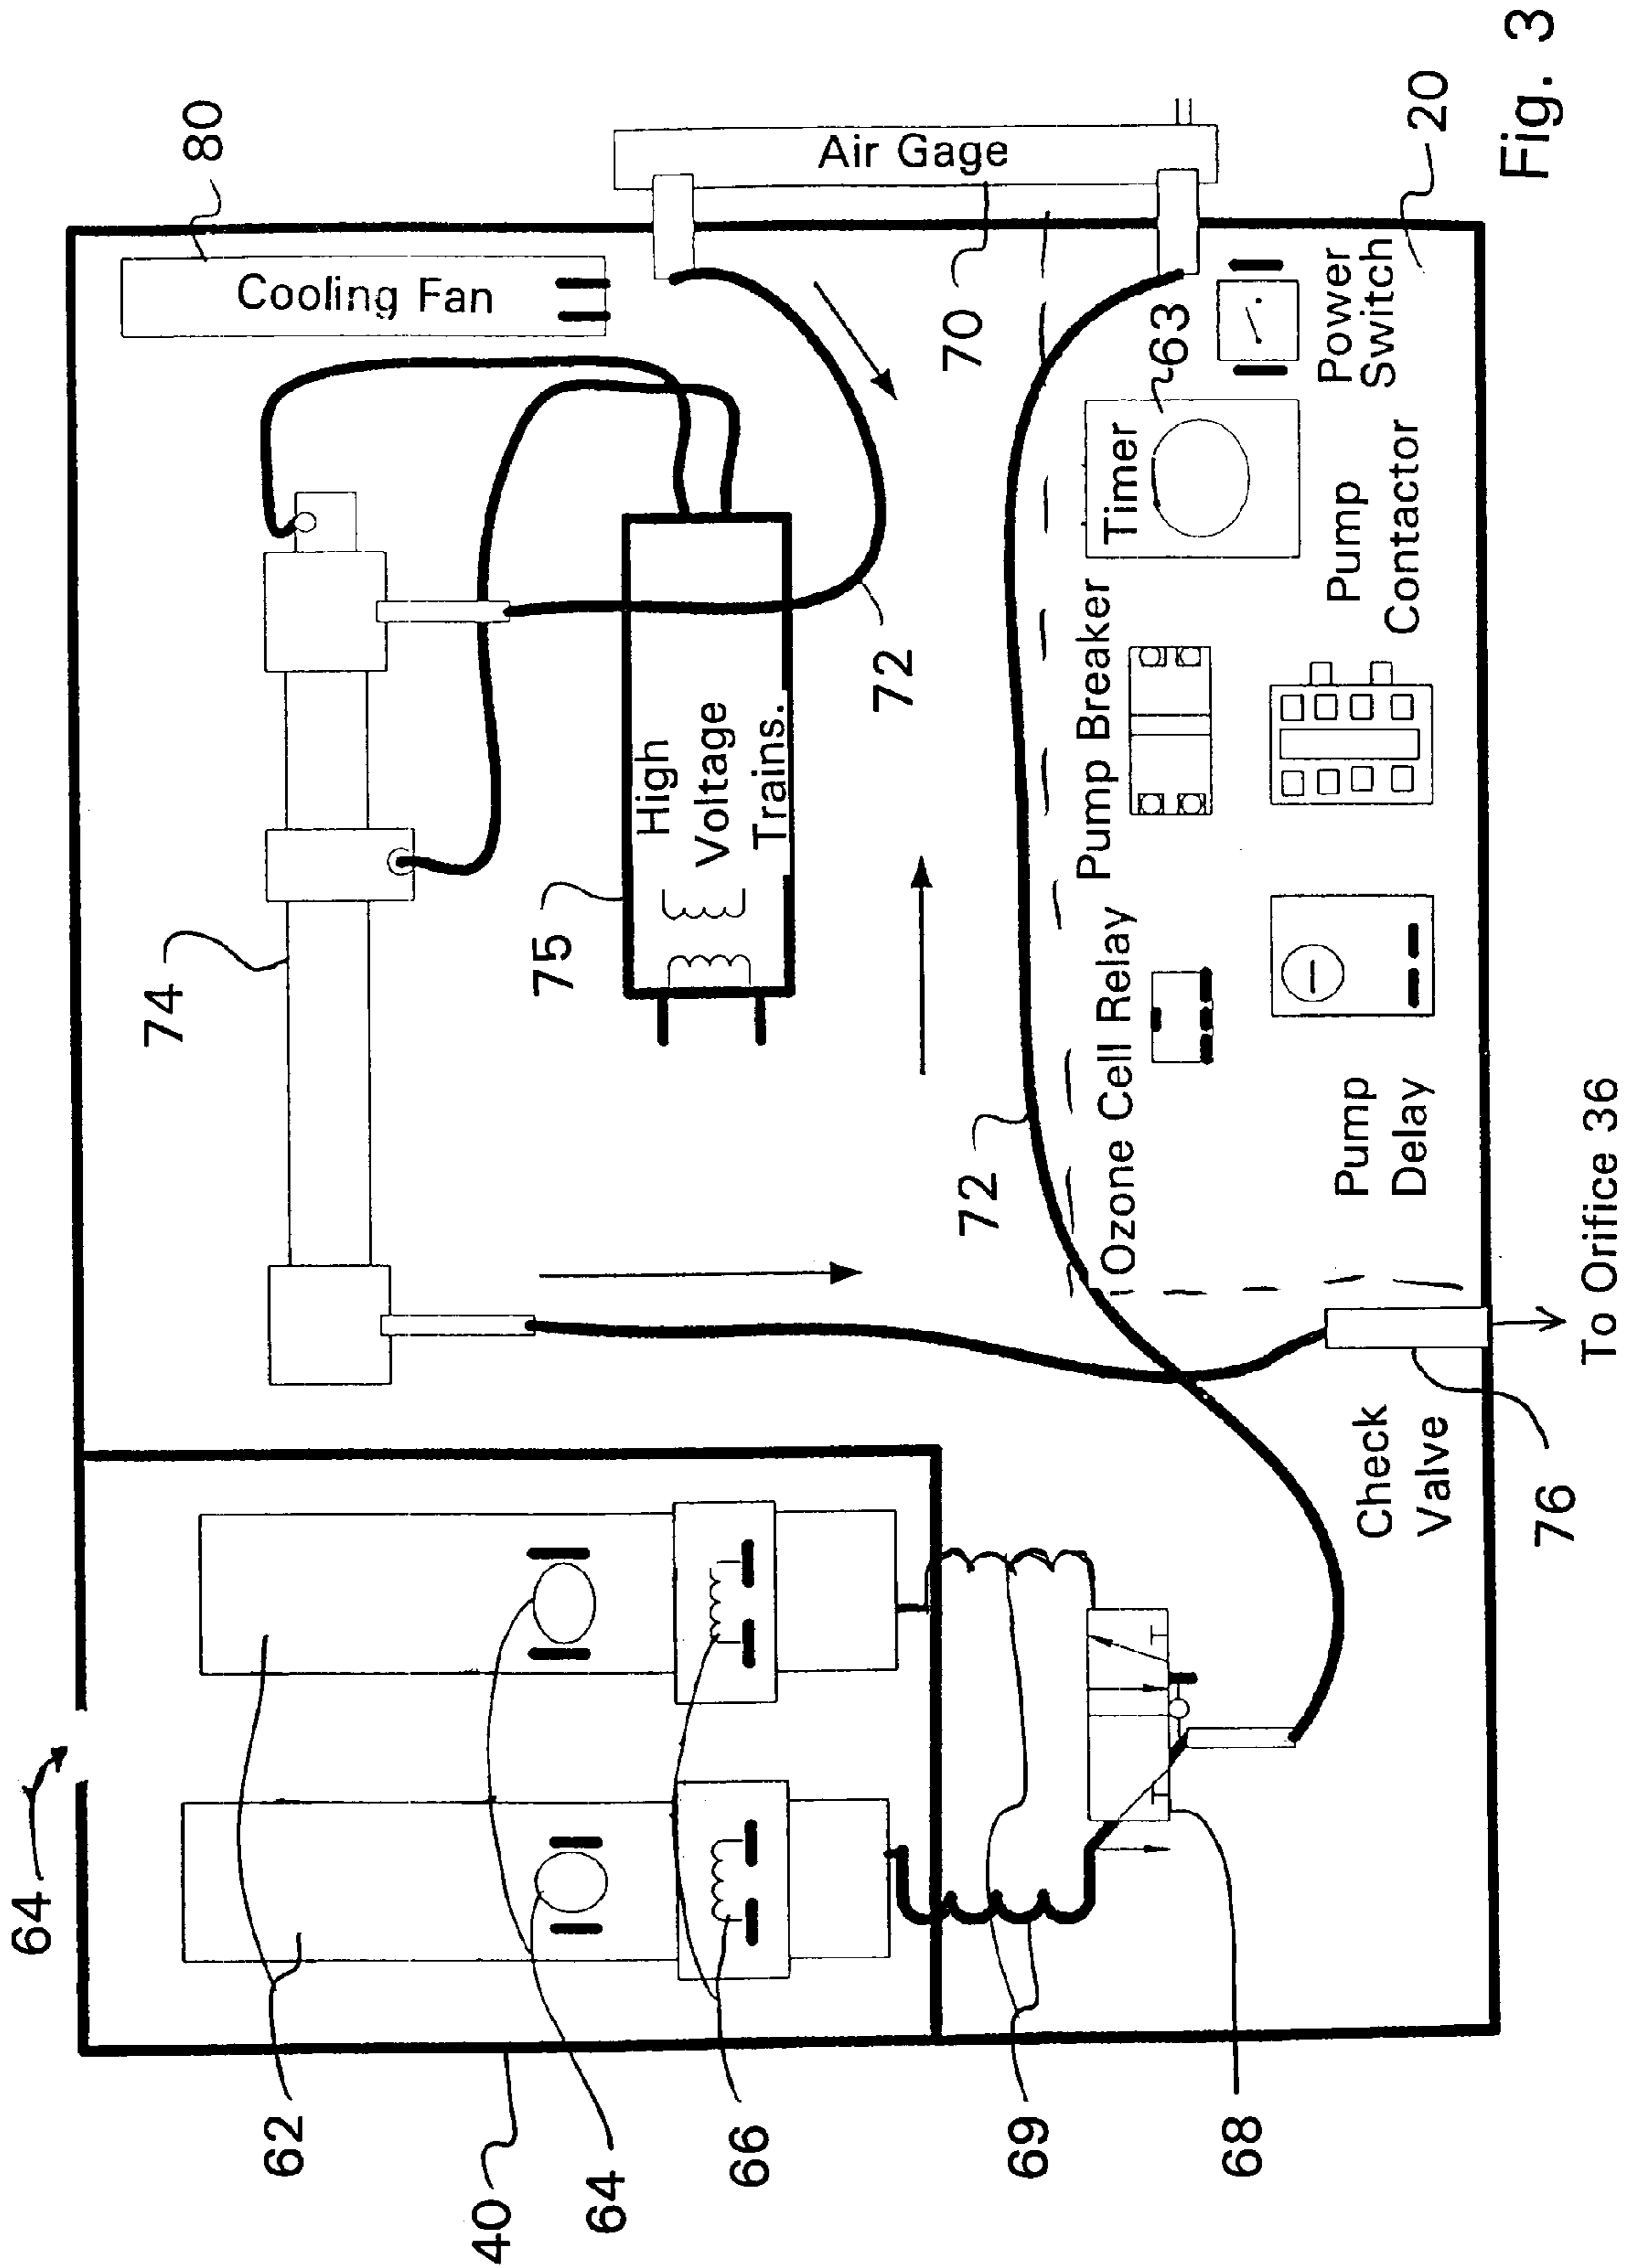 64
62
40
64
66
69
68
74
75
80
Cooling Fan
High
Voltage
Trains.
72
70
Air Gage
72
Ozone Cell Relay
Pump Breaker
Timer
63
Power
Switch
Pump
Contactor
Pump
Delay
Check
Valve
76
To Orifice 36
20
Fig. 3